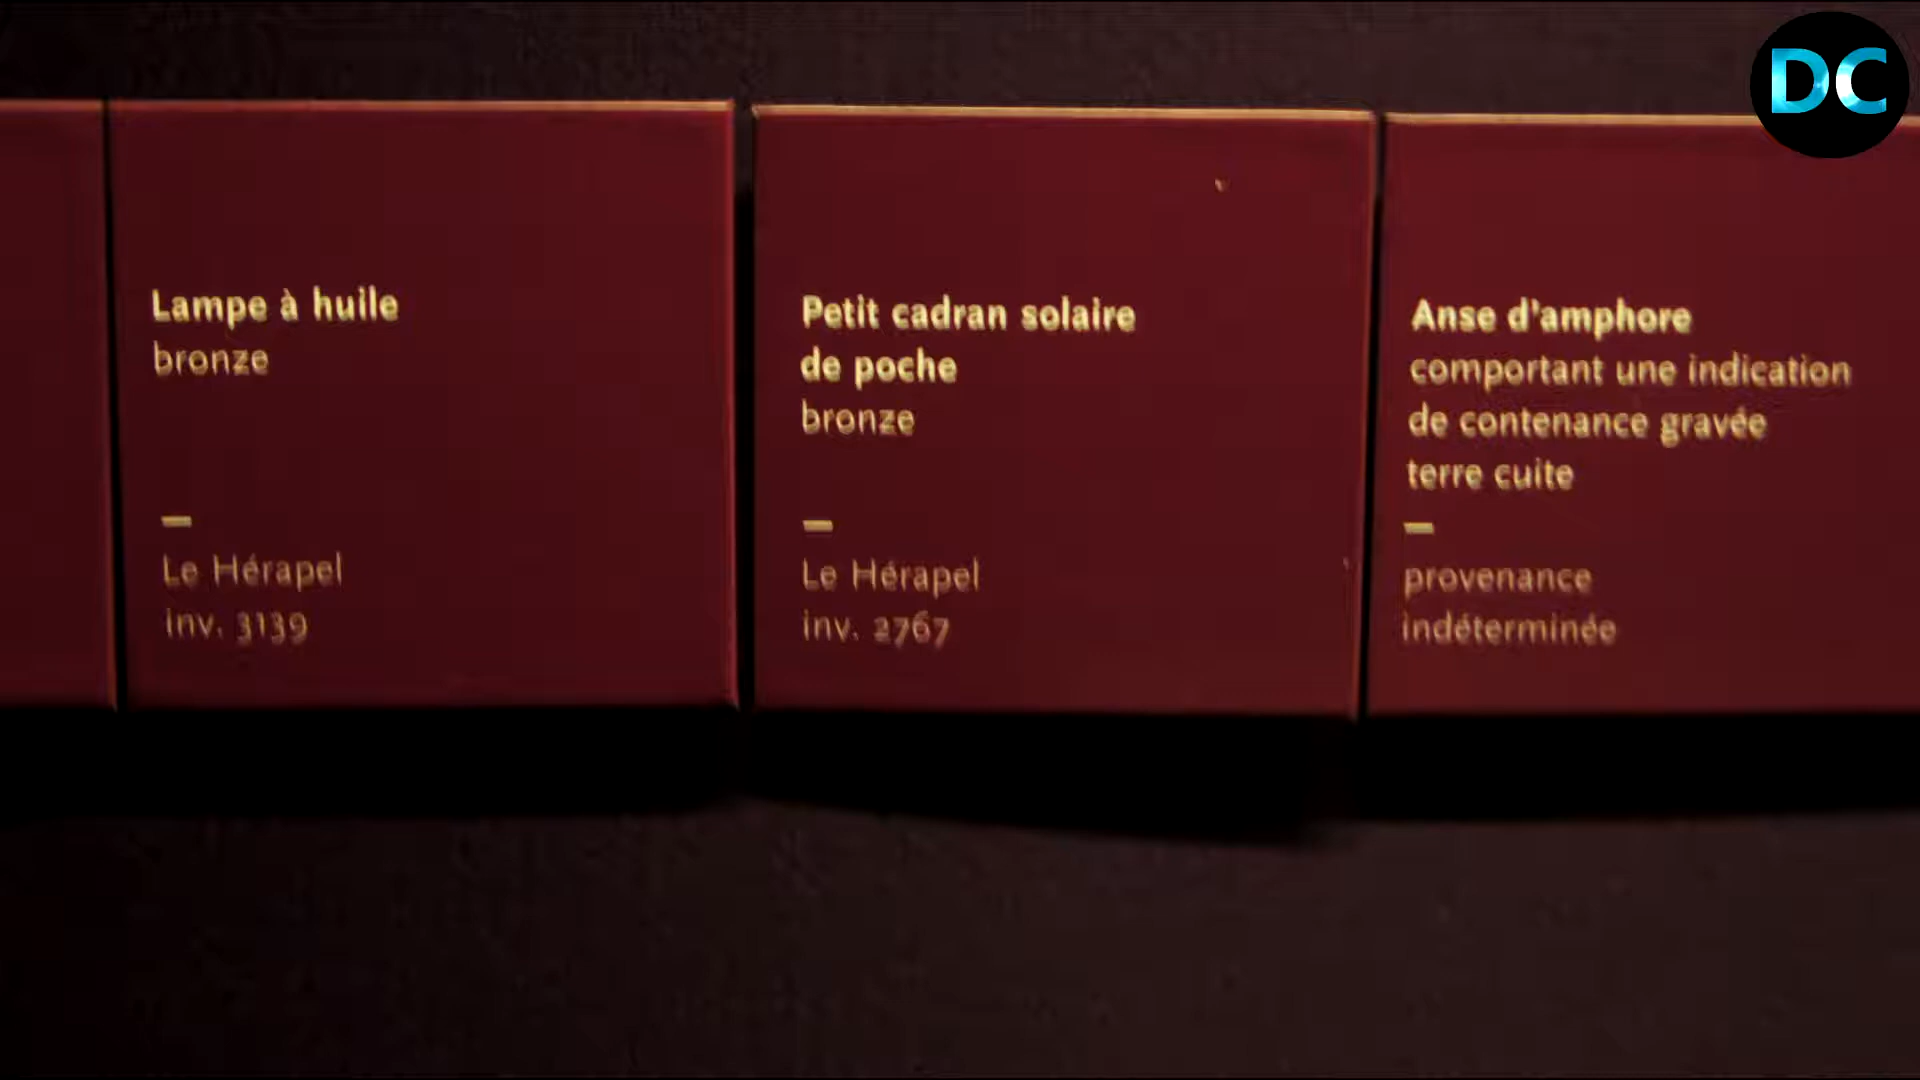 DC
Lampe à huile
bronze
Le Hérapel
inv. 3139
Petit cadran solaire
de poche
bronze
Le Hérapel
inv. 2767
Anse d'amphore
comportant une indication
de contenance gravée
terre cuite
provenance
indéterminée